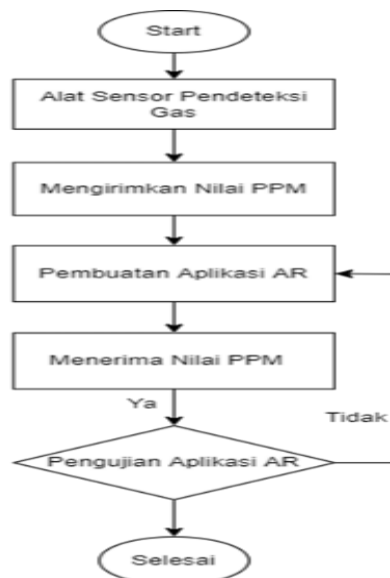 Start
Alat Sensor Pendeteksi
Gas
Mengirimkan Nilai PPM
Pembuatan Aplikasi AR
Menerima Nilai PPM
Ya
Tidak
Pengujian Aplikasi AR
Selesai